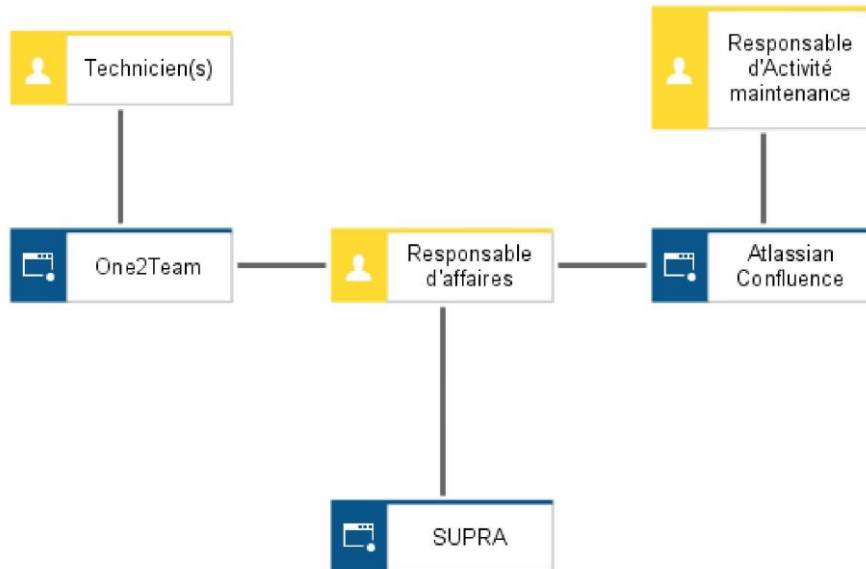 Technicien(s)
Responsable
d'Activité
maintenance
One2Team
Responsable
d'affaires
Atlassian
Confluence
SUPRA